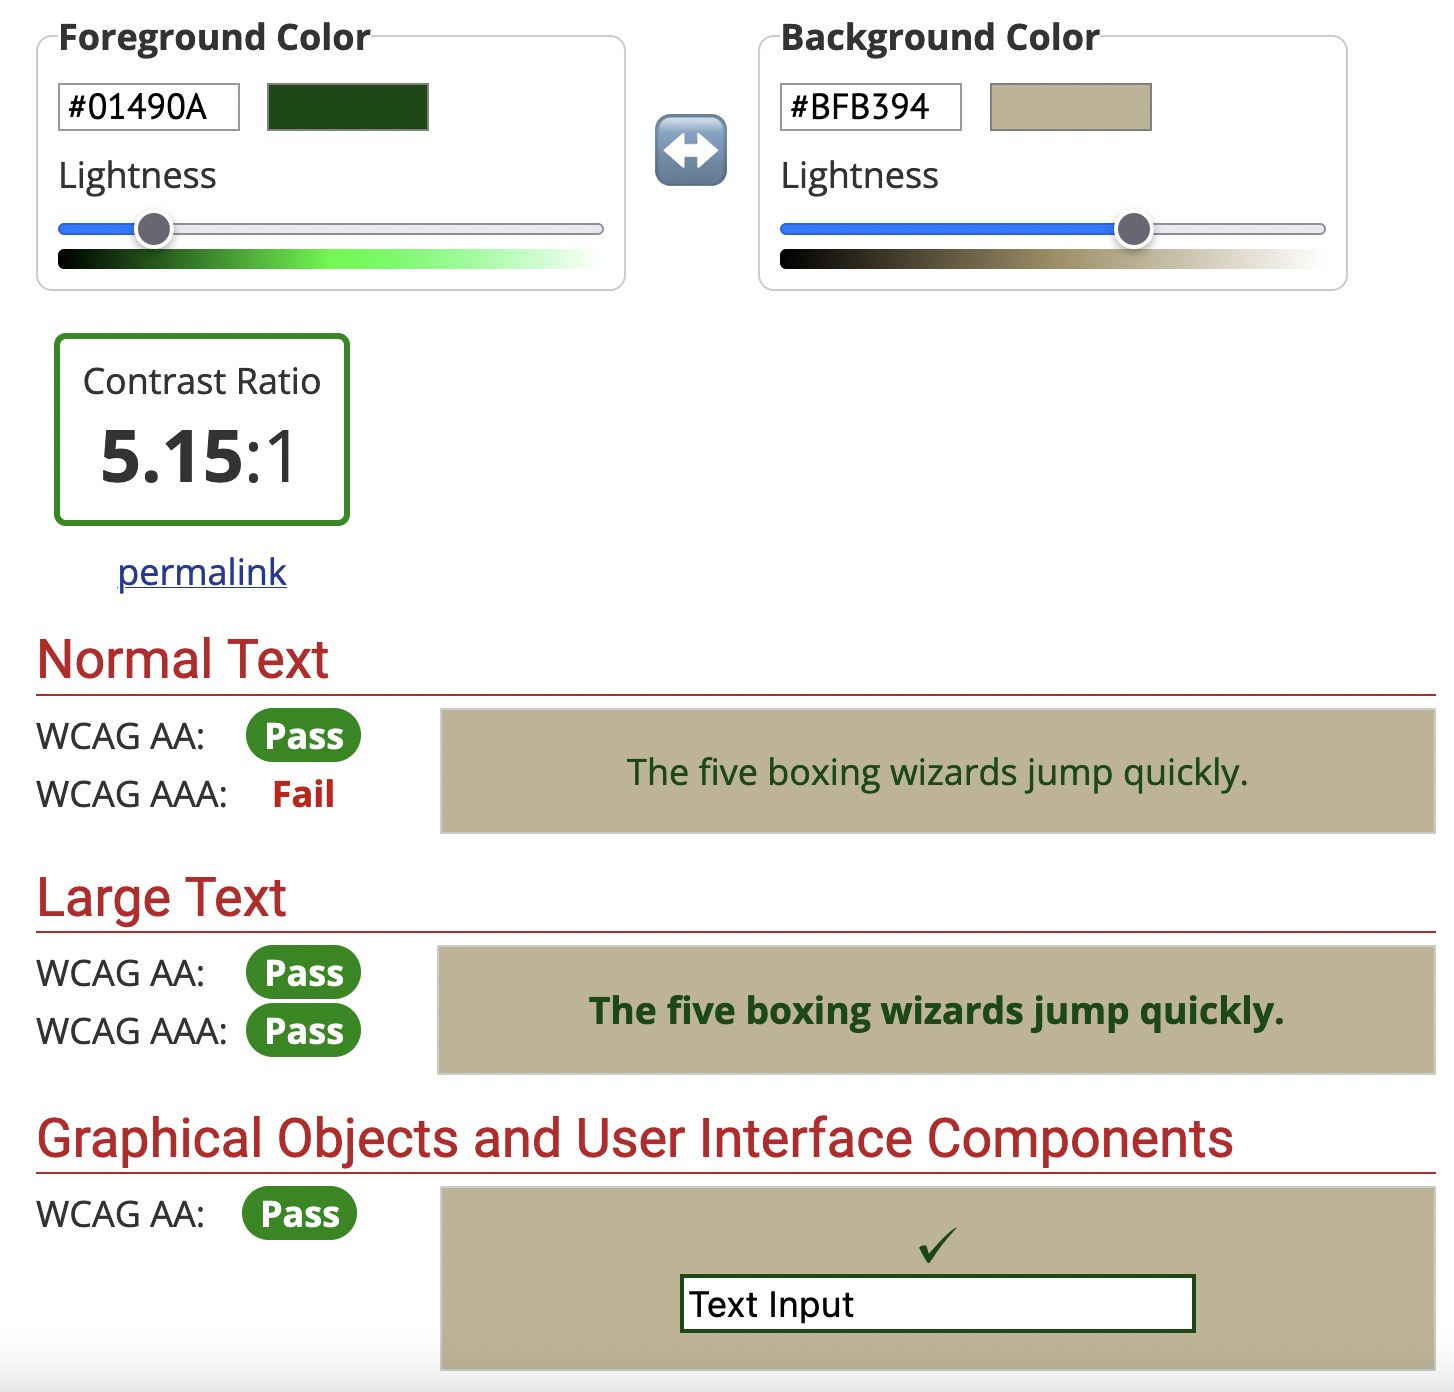 Foreground Color
#01490A
Lightness
Background Color
#BFB394
Lightness
Contrast Ratio
5.15:1
permalink
Normal Text
WCAG AA: Pass
WCAG AAA: Fail
The five boxing wizards jump quickly.
Large Text
WCAG AA: Pass
WCAG AAA: Pass
The five boxing wizards jump quickly.
Graphical Objects and User Interface Components
WCAG AA: Pass
✓
Text Input